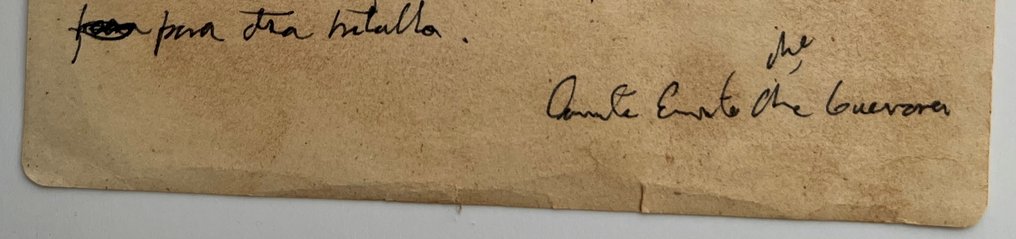 para otra batalla.
che
Comte Ernesto Che Guevara